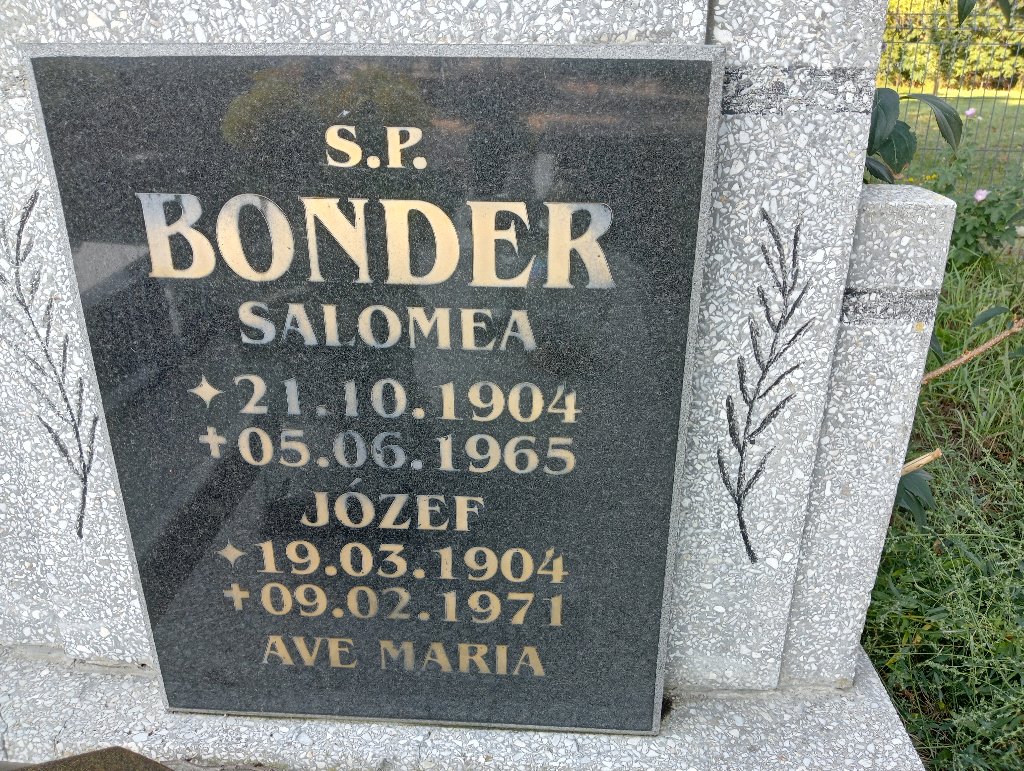 S.P.
BONDER
SALOMEA
✦ 21.10.1904
✝ 05.06.1965
JÓZEF
✦ 19.03.1904
✝ 09.02.1971
AVE MARIA